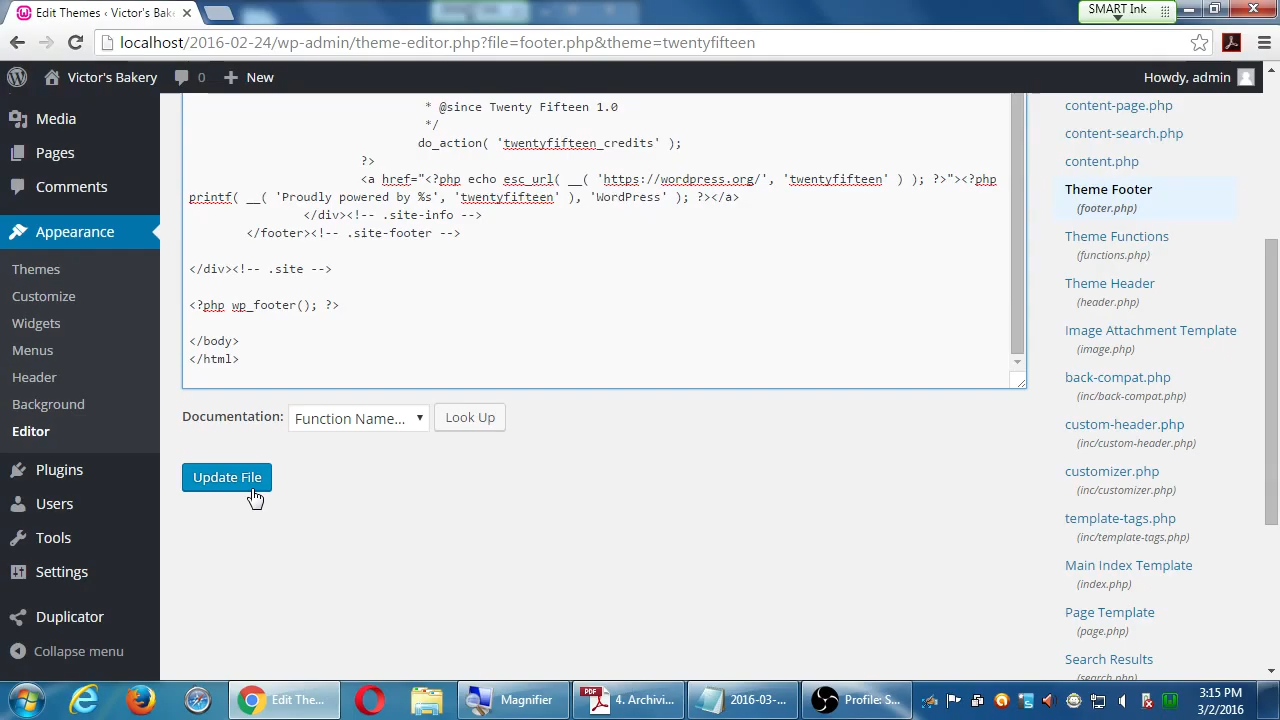 Edit Themes ‹ Victor's Bak
SMART Ink
localhost/2016-02-24/wp-admin/theme-editor.php?file=footer.php&theme=twentyfifteen
Victor's Bakery
0
New
Howdy, admin
Media
Pages
Comments
Appearance
Themes
Customize
Widgets
Menus
Header
Background
Editor
Plugins
Users
Tools
Settings
Duplicator
Collapse menu
* @since Twenty Fifteen 1.0
*/
do_action( 'twentyfifteen_credits' );
?>
<a href="<?php echo esc_url( __( 'https://wordpress.org/', 'twentyfifteen' ) ); ?>"><?php
printf( __( 'Proudly powered by %s', 'twentyfifteen' ), 'WordPress' ); ?></a>
</div><!-- .site-info -->
</footer><!-- .site-footer -->
</div><!-- .site -->
<?php wp_footer(); ?>
</body>
</html>
Documentation:
Function Name...
Look Up
Update File
content-page.php
content-search.php
content.php
Theme Footer
(footer.php)
Theme Functions
(functions.php)
Theme Header
(header.php)
Image Attachment Template
(image.php)
back-compat.php
(inc/back-compat.php)
custom-header.php
(inc/custom-header.php)
customizer.php
(inc/customizer.php)
template-tags.php
(inc/template-tags.php)
Main Index Template
(index.php)
Page Template
(page.php)
Search Results
(search.php)
Edit The...
Magnifier
4. Archivi...
2016-03-...
Profile: S...
3:15 PM
3/2/2016